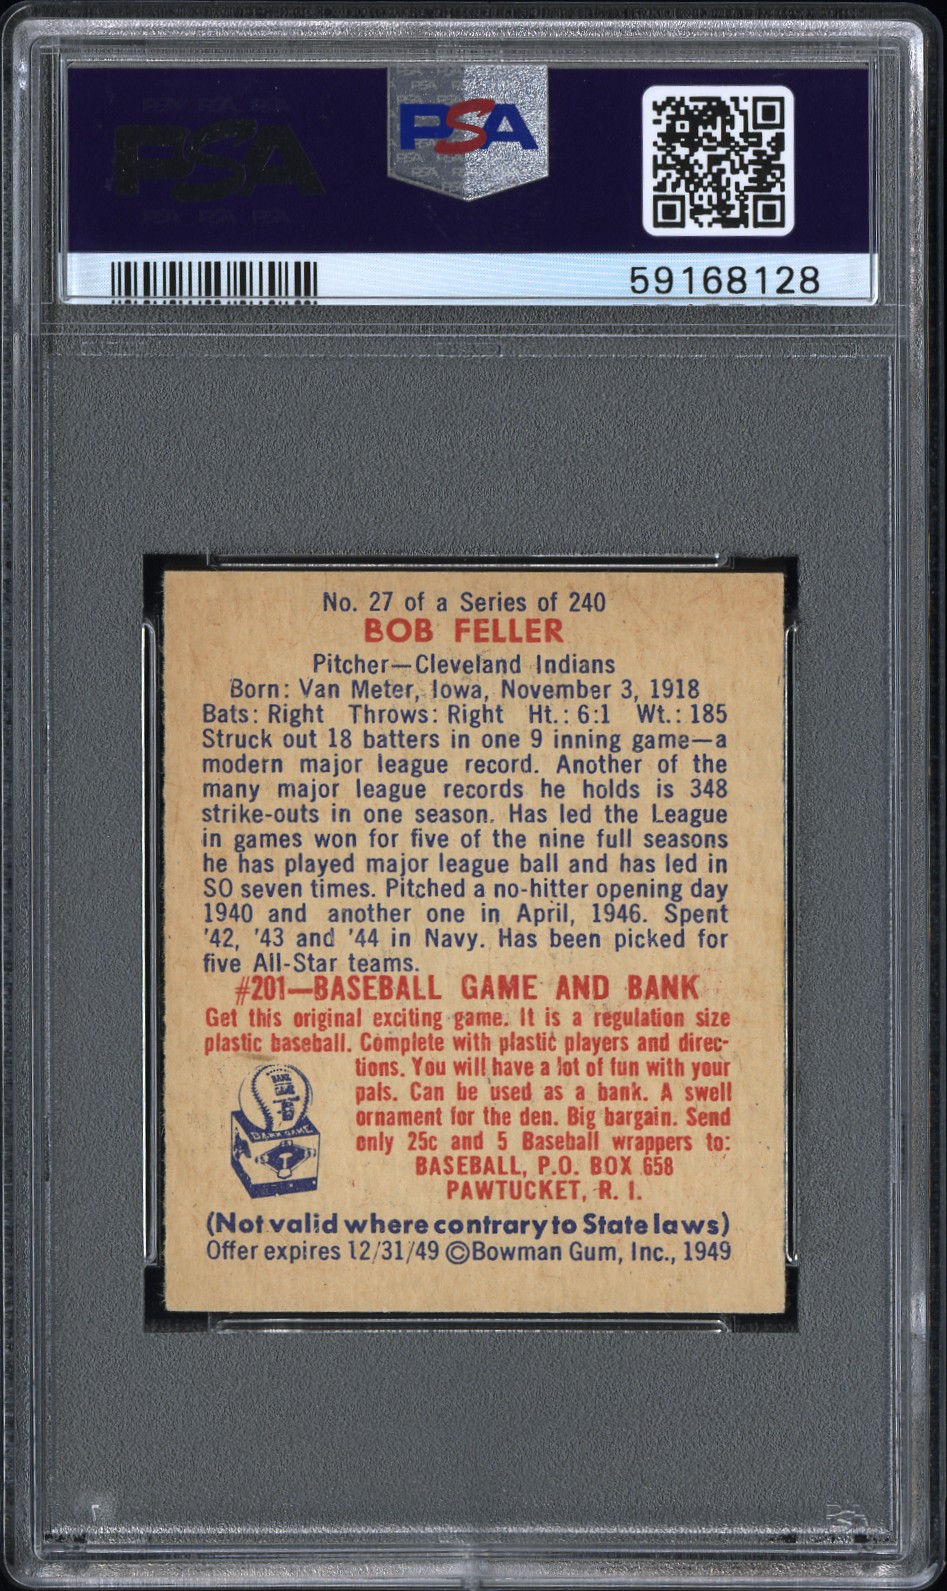 PSA
PSA
59168128
No. 27 of a Series of 240
BOB FELLER
Pitcher—Cleveland Indians
Born: Van Meter, Iowa, November 3, 1918
Bats: Right Throws: Right Ht.: 6:1 Wt.: 185
Struck out 18 batters in one 9 inning game—a
modern major league record. Another of the
many major league records he holds is 348
strike-outs in one season. Has led the League
in games won for five of the nine full seasons
he has played major league ball and has led in
SO seven times. Pitched a no-hitter opening day
1940 and another one in April, 1946. Spent
'42, '43 and '44 in Navy. Has been picked for
five All-Star teams.
#201—BASEBALL GAME AND BANK
Get this original exciting game. It is a regulation size
plastic baseball. Complete with plastic players and direc-
tions. You will have a lot of fun with your
pals. Can be used as a bank. A swell
ornament for the den. Big bargain. Send
only 25c and 5 Baseball wrappers to:
BASEBALL, P.O. BOX 658
PAWTUCKET, R. I.
BANK GAME
(Not valid where contrary to State laws)
Offer expires 12/31/49 ©Bowman Gum, Inc., 1949